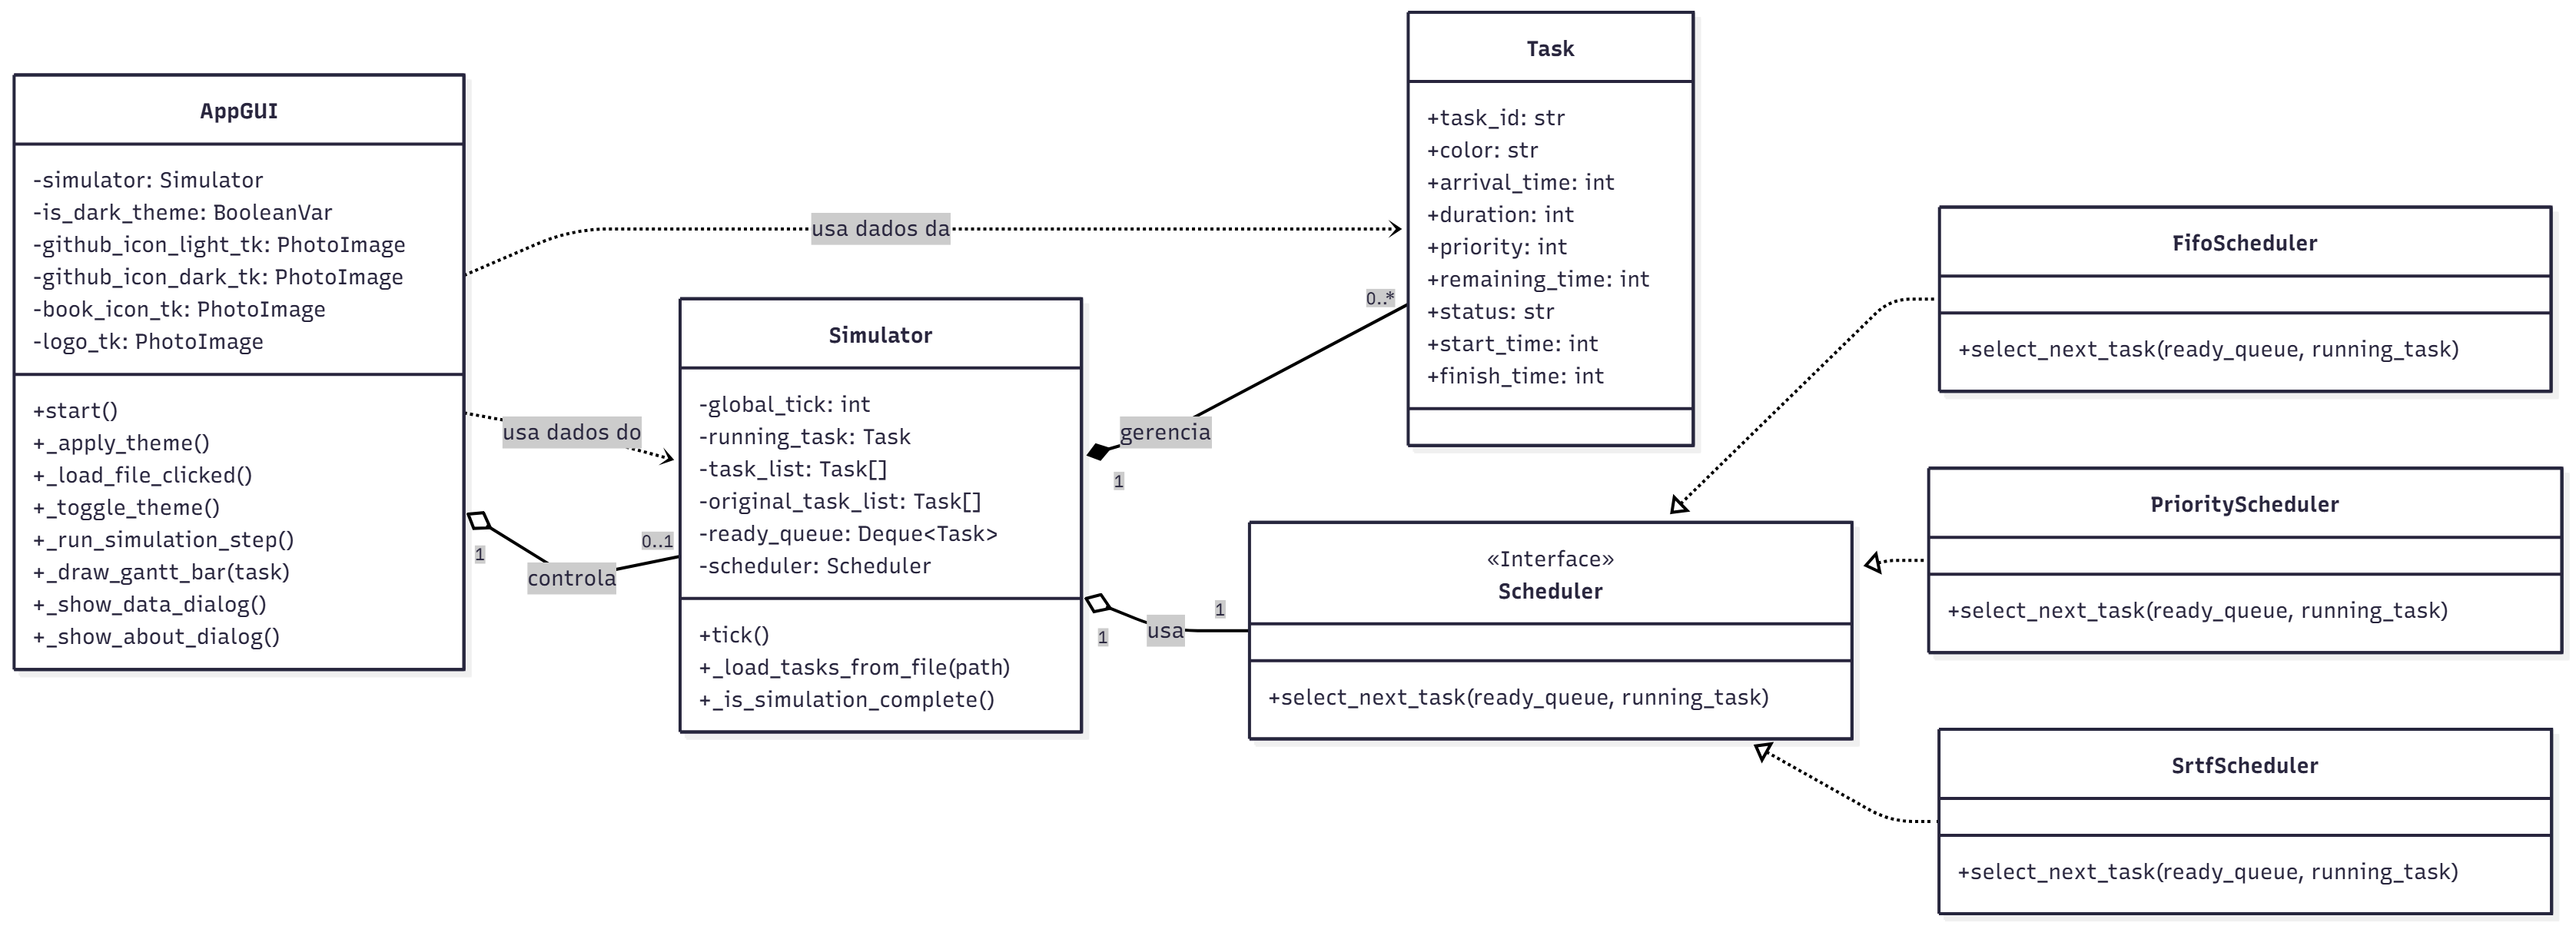 AppGUI
-simulator: Simulator
-is_dark_theme: BooleanVar
-github_icon_light_tk: PhotoImage
-github_icon_dark_tk: PhotoImage
-book_icon_tk: PhotoImage
-logo_tk: PhotoImage
+start()
+_apply_theme()
+_load_file_clicked()
+_toggle_theme()
+_run_simulation_step()
+_draw_gantt_bar(task)
+_show_data_dialog()
+_show_about_dialog()
usa dados da
usa dados do
1
controla
0..1
Simulator
-global_tick: int
-running_task: Task
-task_list: Task[]
-original_task_list: Task[]
-ready_queue: Deque<Task>
-scheduler: Scheduler
+tick()
+_load_tasks_from_file(path)
+_is_simulation_complete()
gerencia
1
0..*
1
usa
1
Task
+task_id: str
+color: str
+arrival_time: int
+duration: int
+priority: int
+remaining_time: int
+status: str
+start_time: int
+finish_time: int
«Interface»
Scheduler
+select_next_task(ready_queue, running_task)
FifoScheduler
+select_next_task(ready_queue, running_task)
PriorityScheduler
+select_next_task(ready_queue, running_task)
SrtfScheduler
+select_next_task(ready_queue, running_task)